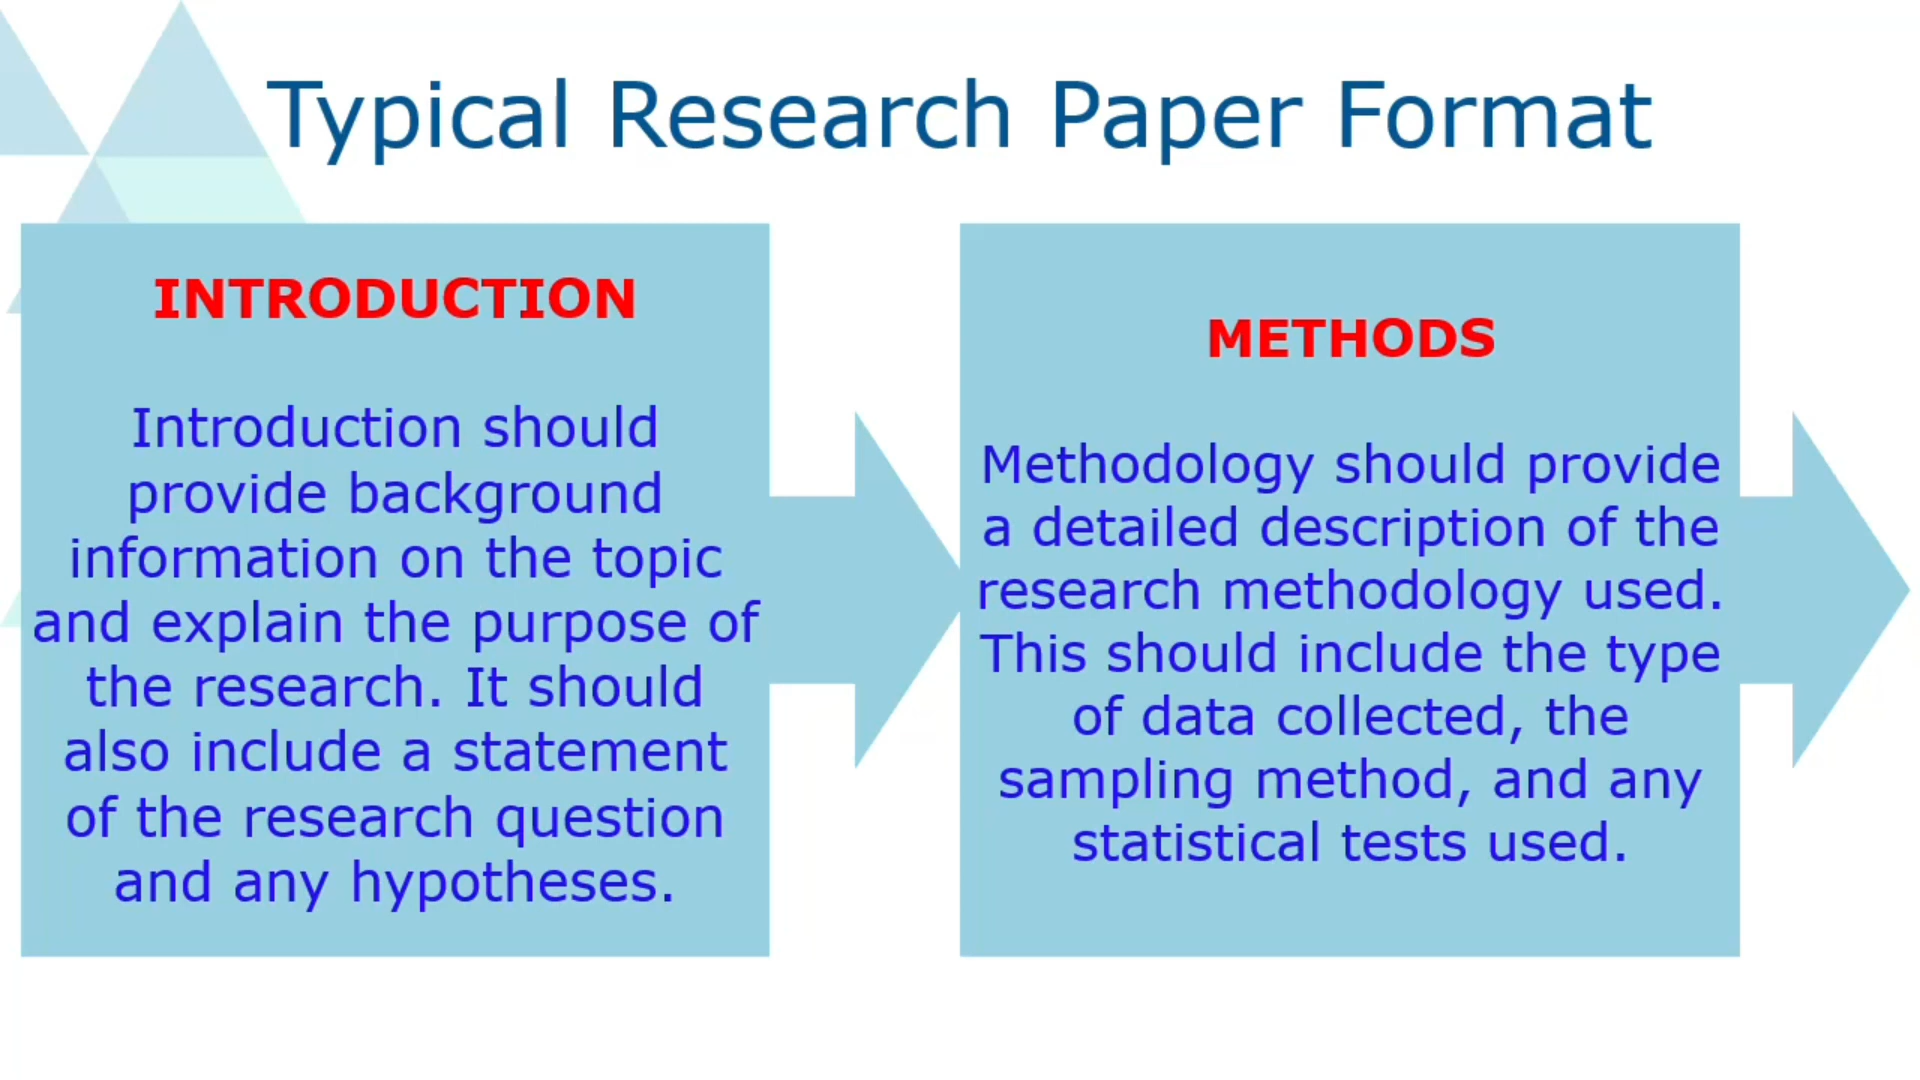 Typical Research Paper Format
INTRODUCTION
Introduction should
provide background
information on the topic
and explain the purpose of
the research. It should
also include a statement
of the research question
and any hypotheses.
METHODS
Methodology should provide
a detailed description of the
research methodology used.
This should include the type
of data collected, the
sampling method, and any
statistical tests used.